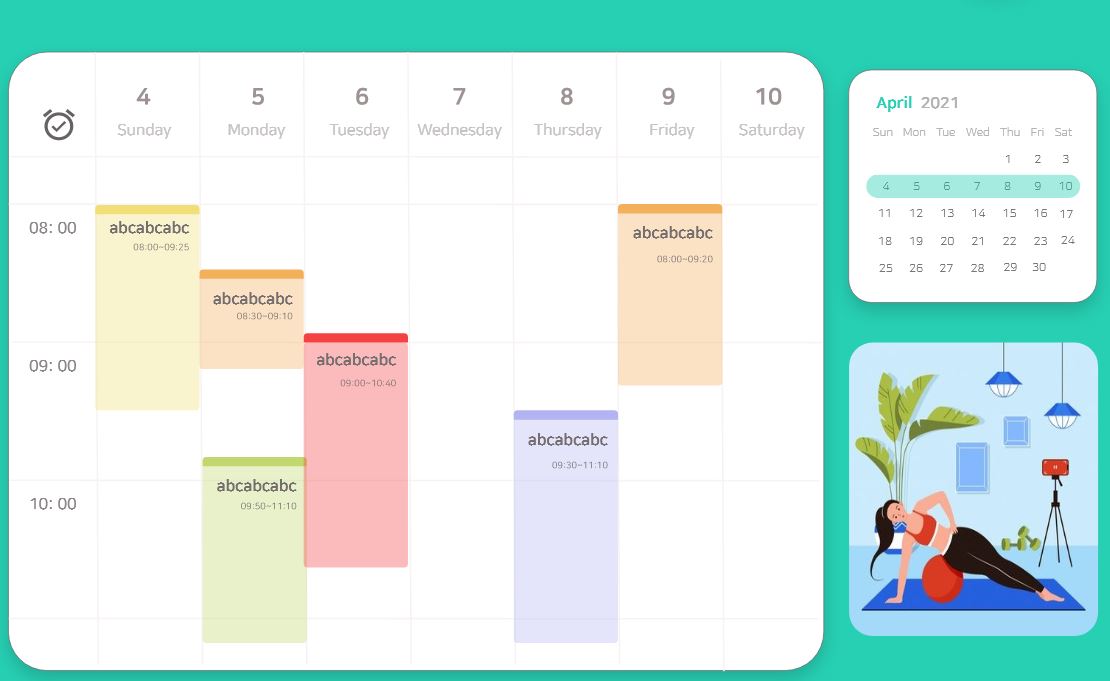 4 5 6 7 8 9 10
Sunday Monday Tuesday Wednesday Thursday Friday Saturday
08: 00
09: 00
10: 00
abcabcabc
08:00~09:25
abcabcabc
08:30~09:10
abcabcabc
09:50~11:10
abcabcabc
09:00~10:40
abcabcabc
09:30~11:10
abcabcabc
08:00~09:20
April 2021
Sun Mon Tue Wed Thu Fri Sat
1 2 3
4 5 6 7 8 9 10
11 12 13 14 15 16 17
18 19 20 21 22 23 24
25 26 27 28 29 30